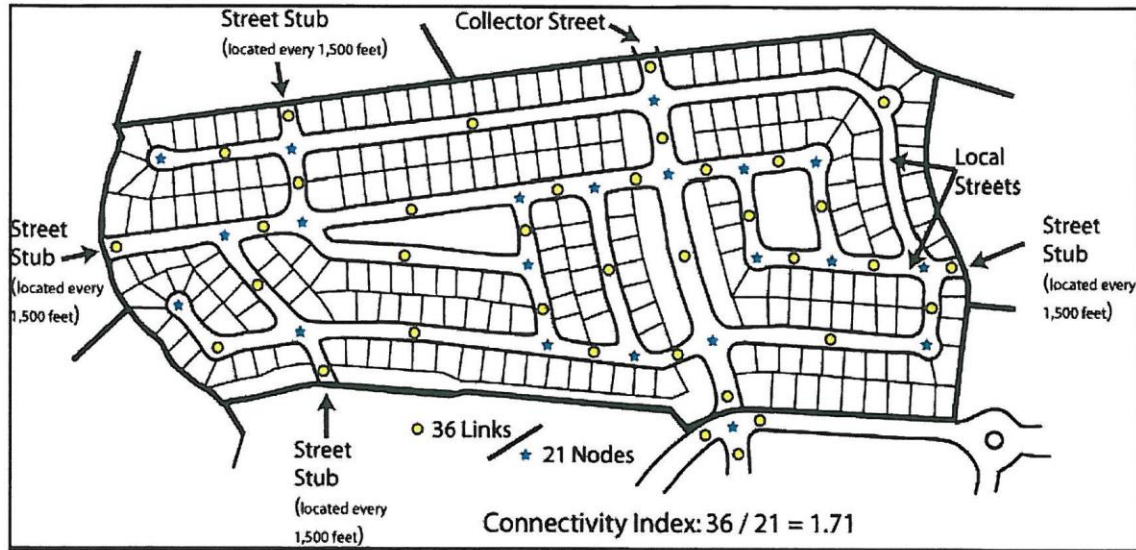 Street Stub
(located every 1,500 feet)
Collector Street
Local
Streets
Street
Stub
(located every
1,500 feet)
Street
Stub
(located every
1,500 feet)
36 Links
21 Nodes
Street
Stub
(located every
1,500 feet)
Connectivity Index: 36 / 21 = 1.71